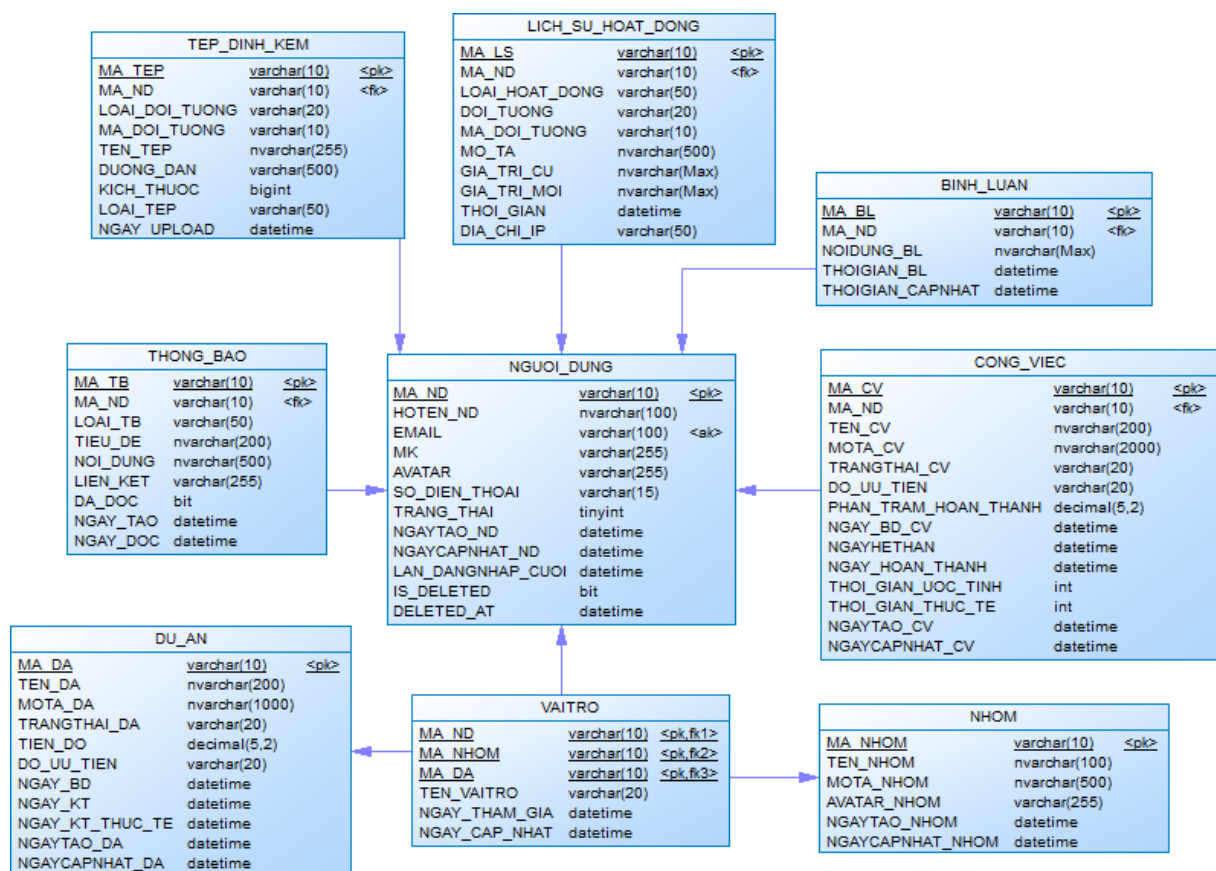 TEP_DINH_KEM
MA_TEP varchar(10) <pk>
MA_ND varchar(10) <fk>
LOAI_DOI_TUONG varchar(20)
MA_DOI_TUONG varchar(10)
TEN_TEP nvarchar(255)
DUONG_DAN varchar(500)
KICH_THUOC bigint
LOAI_TEP varchar(50)
NGAY_UPLOAD datetime
LICH_SU_HOAT_DONG
MA_LS varchar(10) <pk>
MA_ND varchar(10) <fk>
LOAI_HOAT_DONG varchar(50)
DOI_TUONG varchar(20)
MA_DOI_TUONG varchar(10)
MO_TA nvarchar(500)
GIA_TRI_CU nvarchar(Max)
GIA_TRI_MOI nvarchar(Max)
THOI_GIAN datetime
DIA_CHI_IP varchar(50)
BINH_LUAN
MA_BL varchar(10) <pk>
MA_ND varchar(10) <fk>
NOIDUNG_BL nvarchar(Max)
THOIGIAN_BL datetime
THOIGIAN_CAPNHAT datetime
THONG_BAO
MA_TB varchar(10) <pk>
MA_ND varchar(10) <fk>
LOAI_TB varchar(50)
TIEU_DE nvarchar(200)
NOI_DUNG nvarchar(500)
LIEN_KET varchar(255)
DA_DOC bit
NGAY_TAO datetime
NGAY_DOC datetime
NGUOI_DUNG
MA_ND varchar(10) <pk>
HOTEN_ND nvarchar(100)
EMAIL varchar(100) <ak>
MK varchar(255)
AVATAR varchar(255)
SO_DIEN_THOAI varchar(15)
TRANG_THAI tinyint
NGAYTAO_ND datetime
NGAYCAPNHAT_ND datetime
LAN_DANGNHAP_CUOI datetime
IS_DELETED bit
DELETED_AT datetime
CONG_VIEC
MA_CV varchar(10) <pk>
MA_ND varchar(10) <fk>
TEN_CV nvarchar(200)
MOTA_CV nvarchar(2000)
TRANGTHAI_CV varchar(20)
DO_UU_TIEN varchar(20)
PHAN_TRAM_HOAN_THANH decimal(5,2)
NGAY_BD_CV datetime
NGAYHETHAN datetime
NGAY_HOAN_THANH datetime
THOI_GIAN_UOC_TINH int
THOI_GIAN_THUC_TE int
NGAYTAO_CV datetime
NGAYCAPNHAT_CV datetime
DU_AN
MA_DA varchar(10) <pk>
TEN_DA nvarchar(200)
MOTA_DA nvarchar(1000)
TRANGTHAI_DA varchar(20)
TIEN_DO decimal(5,2)
DO_UU_TIEN varchar(20)
NGAY_BD datetime
NGAY_KT datetime
NGAY_KT_THUC_TE datetime
NGAYTAO_DA datetime
NGAYCAPNHAT_DA datetime
VAITRO
MA_ND varchar(10) <pk,fk1>
MA_NHOM varchar(10) <pk,fk2>
MA_DA varchar(10) <pk,fk3>
TEN_VAITRO varchar(20)
NGAY_THAM_GIA datetime
NGAY_CAP_NHAT datetime
NHOM
MA_NHOM varchar(10) <pk>
TEN_NHOM nvarchar(100)
MOTA_NHOM nvarchar(500)
AVATAR_NHOM varchar(255)
NGAYTAO_NHOM datetime
NGAYCAPNHAT_NHOM datetime